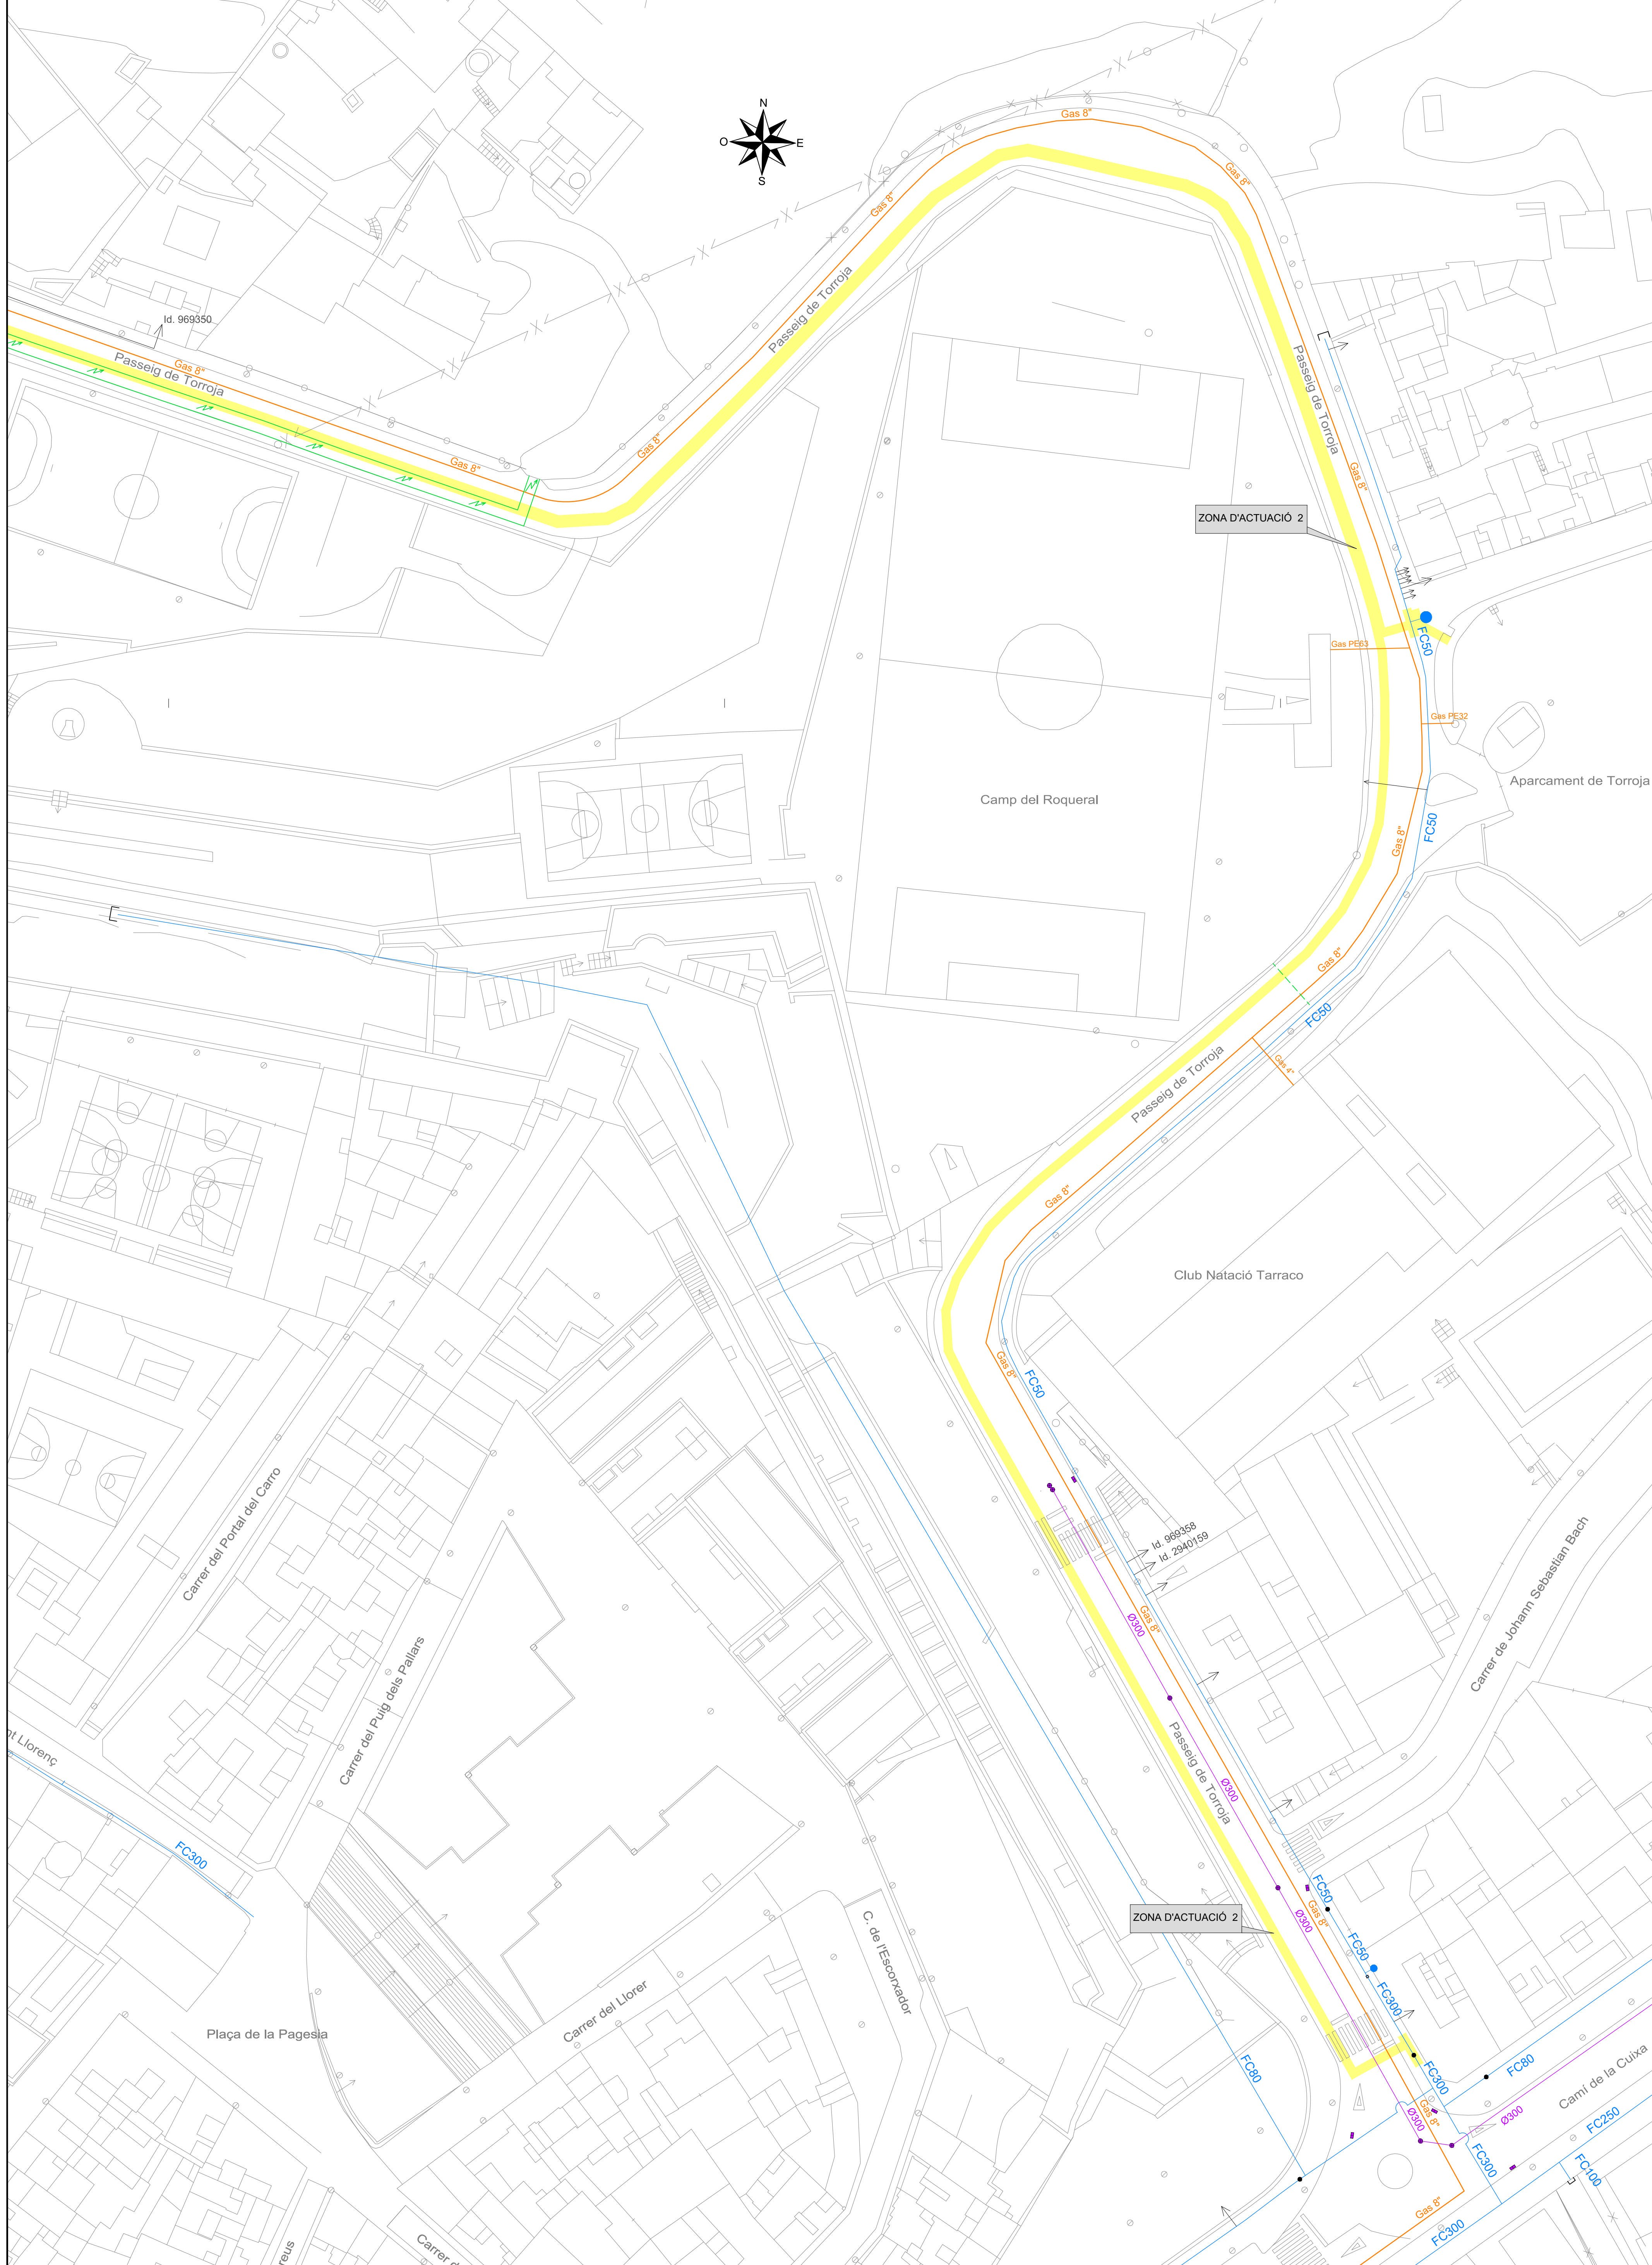 N
O
E
S
Gas 8"
Gas 8"
Gas 8"
Passeig de Torroja
Id. 969350
Gas 8"
Passeig de Torroja
Passeig de Torroja
Gas 8"
Gas 8"
Gas 8"
ZONA D'ACTUACIÓ 2
FC50
Gas PE63
Gas PE32
Aparcament de Torroja
Camp del Roqueral
FC50
Gas 8"
Gas 8"
FC50
Gas 4"
Passeig de Torroja
Gas 8"
Club Natació Tarraco
Gas 8"
FC50
Carrer del Portal del Carro
Id. 969358
Id. 2940159
Carrer de Johann Sebastian Bach
Gas 8"
Ø300
Carrer del Puig dels Pallars
nt Llorenç
Passeig de Torroja
Ø300
FC300
FC50
ZONA D'ACTUACIÓ 2
Gas 8"
Ø300
C. de l'Escorxador
FC50
FC300
Carrer del Llorer
Plaça de la Pagesia
FC80
FC300
FC80
Camí de la Cuixa
Gas 8"
Ø300
Ø300
FC250
FC300
FC100
Gas 8"
FC300
reus
Carrer d